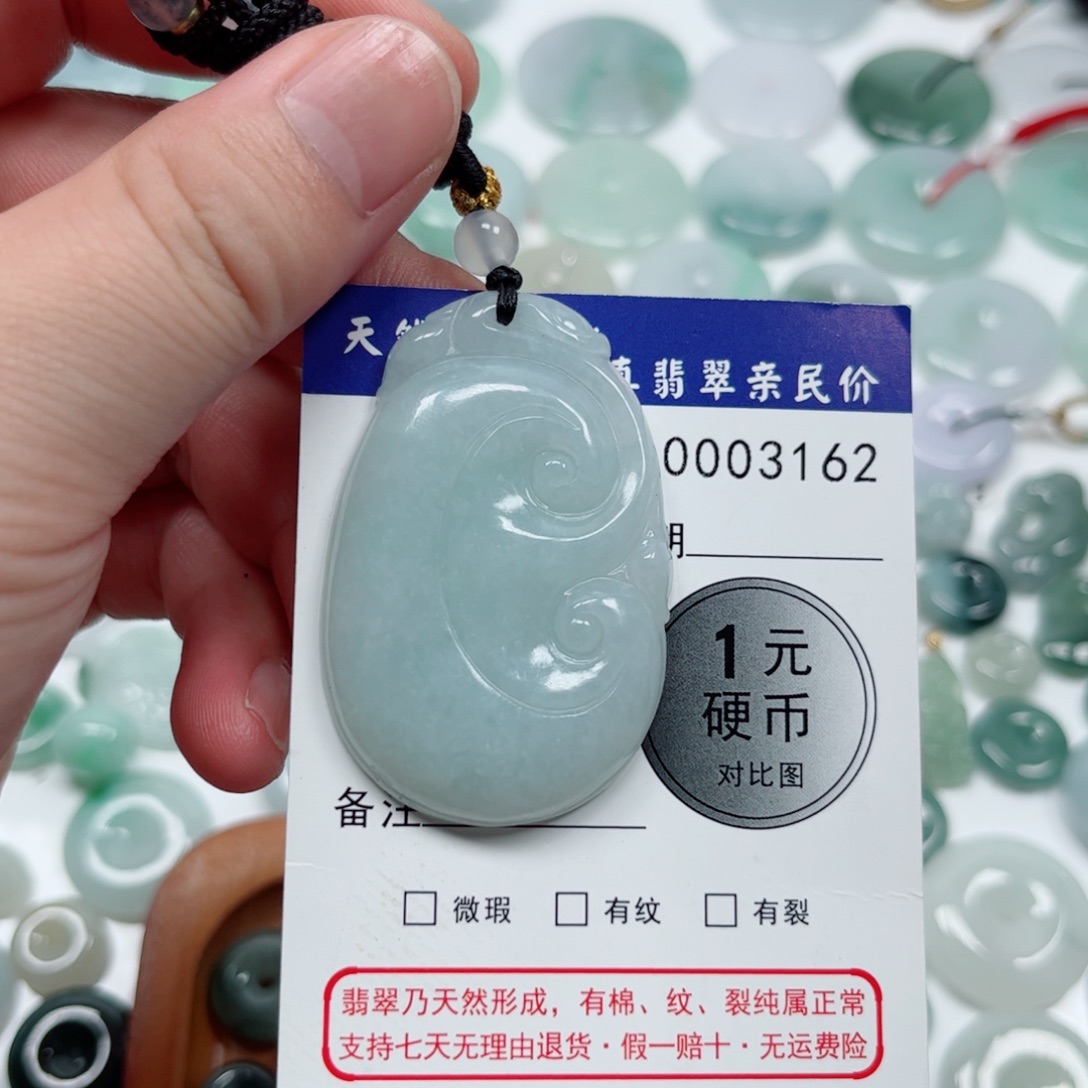 天 翡翠亲民价
0003162
1元
硬币
对比图
备注
□ 微瑕 □ 有纹 □ 有裂
翡翠乃天然形成，有棉、纹、裂纯属正常
支持七天无理由退货·假一赔十·无运费险